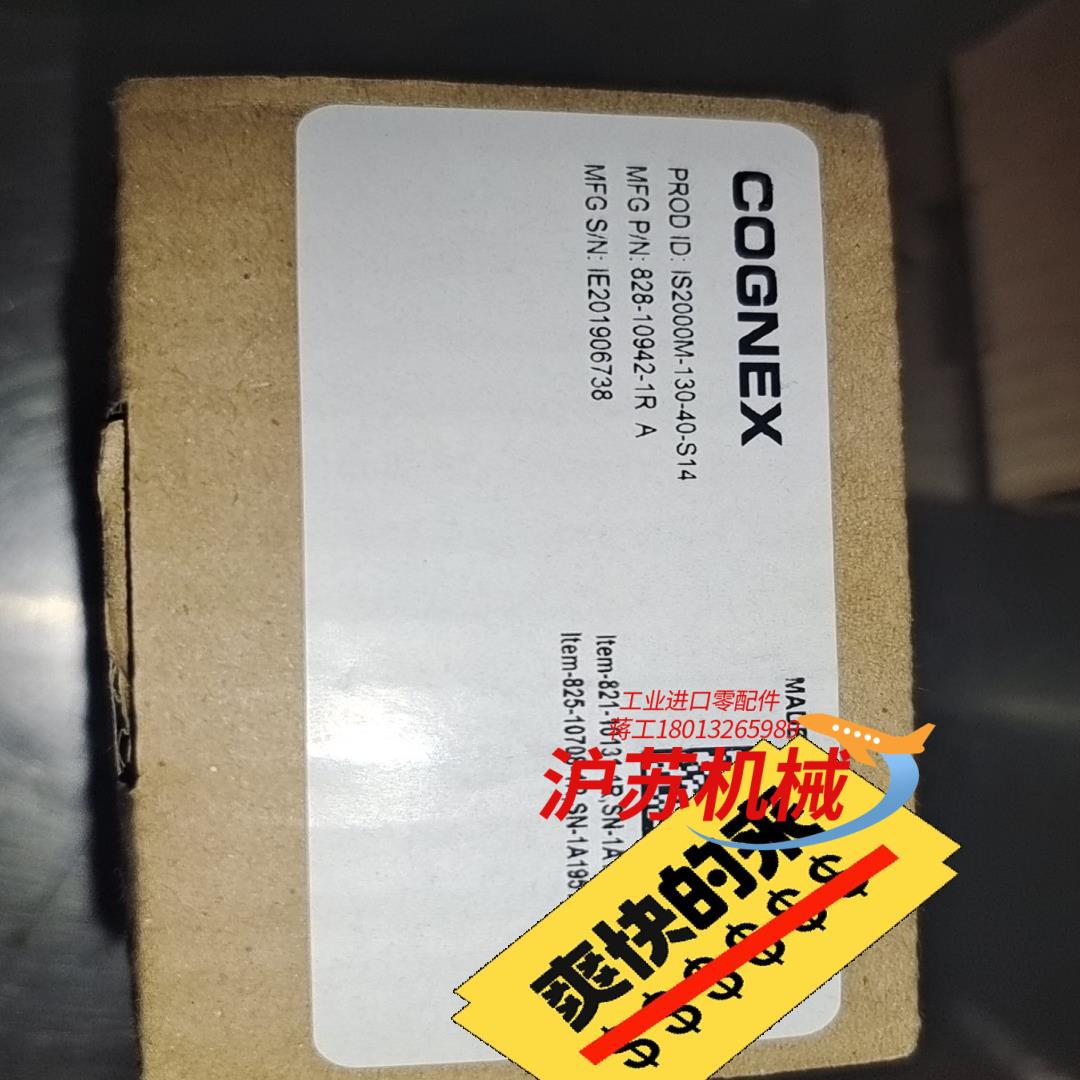 COGNEX
PROD ID: IS2000M-130-40-S14
MFG P/N: 828-10942-1R A
MFG S/N: IE201906738
工业进口零配件
蒋工18013265988
沪苏机械
爽快的来